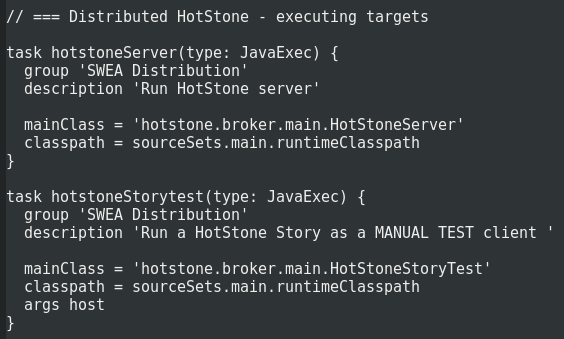 // === Distributed HotStone - executing targets

task hotstoneServer(type: JavaExec) {
  group 'SWEA Distribution'
  description 'Run HotStone server'

  mainClass = 'hotstone.broker.main.HotStoneServer'
  classpath = sourceSets.main.runtimeClasspath
}

task hotstoneStorytest(type: JavaExec) {
  group 'SWEA Distribution'
  description 'Run a HotStone Story as a MANUAL TEST client '

  mainClass = 'hotstone.broker.main.HotStoneStoryTest'
  classpath = sourceSets.main.runtimeClasspath
  args host
}